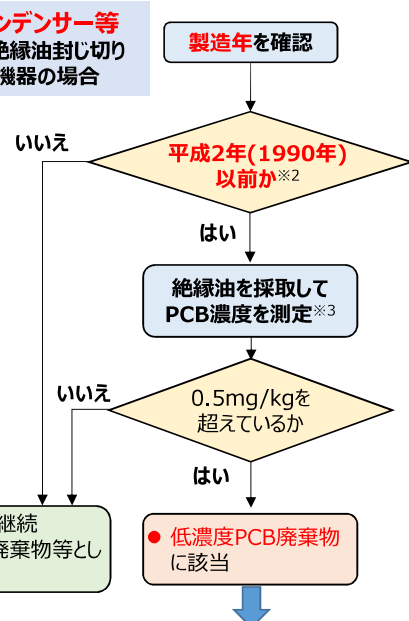 ンデンサー等
絶縁油封じ切り
機器の場合
製造年を確認
平成2年(1990年)
以前か※2
いいえ
はい
絶縁油を採取して
PCB濃度を測定※3
いいえ
0.5mg/kgを
超えているか
はい
継続
廃棄物等とし
● 低濃度PCB廃棄物
に該当